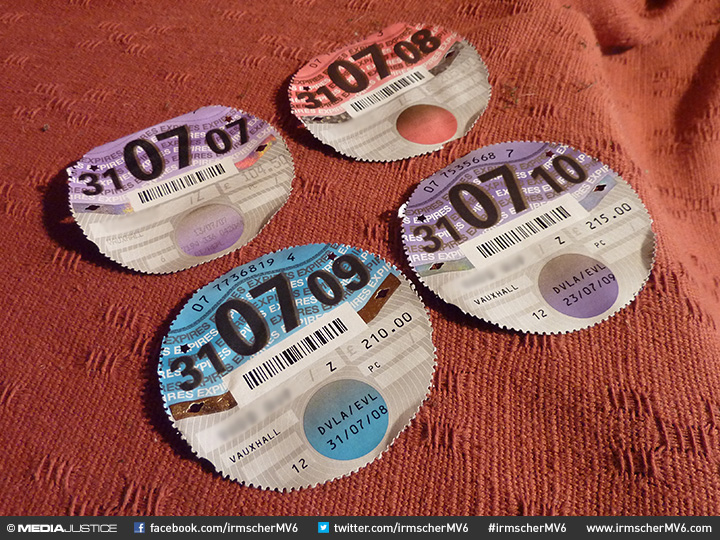 31 07 08
31 07 07
07 7535668 7
31 07 10
Z £ 215.00
PC
VAUXHALL
DVLA/EVL
23/07/09
12
07 7736819 4
EXPIRES EXPIRES
31 07 09
Z £ 210.00
PC
VAUXHALL
DVLA/EVL
31/07/08
12
© MEDIAJUSTICE facebook.com/irmscherMV6 twitter.com/irmscherMV6 #irmscherMV6 www.irmscherMV6.com